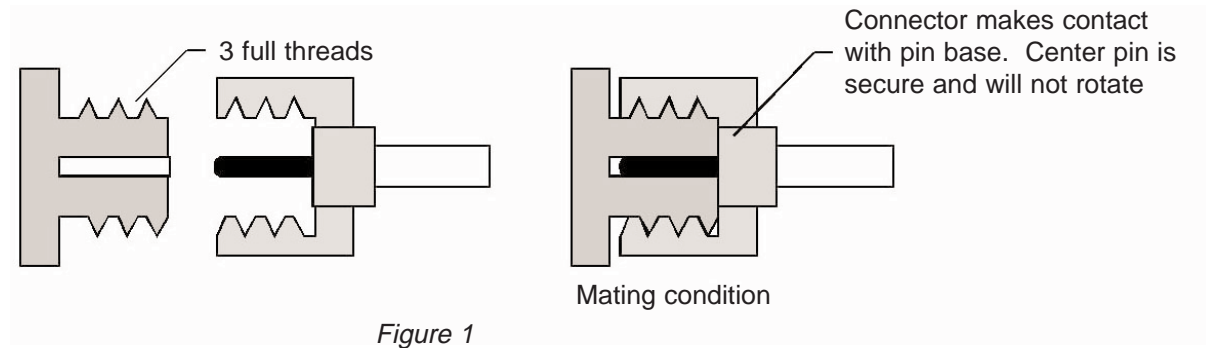 3 full threads
Connector makes contact
with pin base. Center pin is
secure and will not rotate
Mating condition
Figure 1